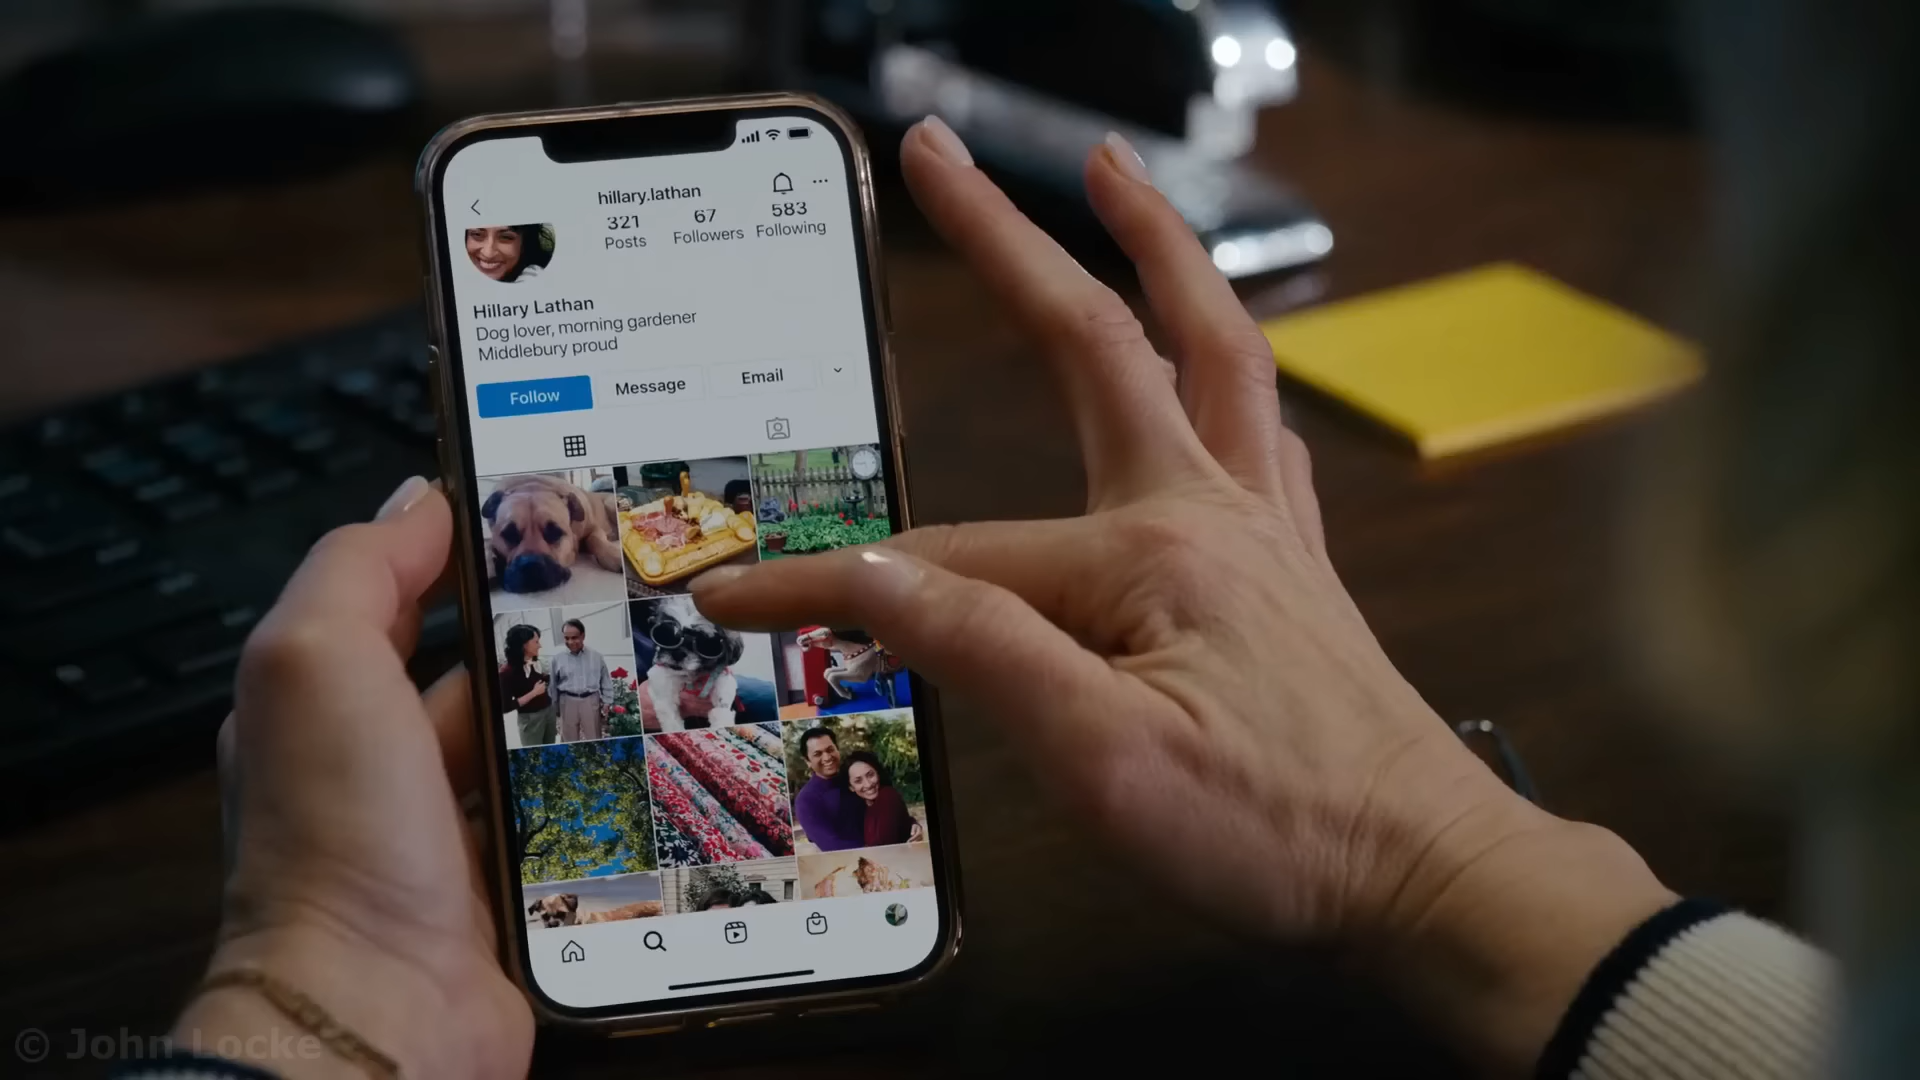 hillary.lathan
321
67
583
Posts
Followers
Following
Hillary Lathan
Dog lover, morning gardener
Middlebury proud
Follow
Message
Email
© John Locke